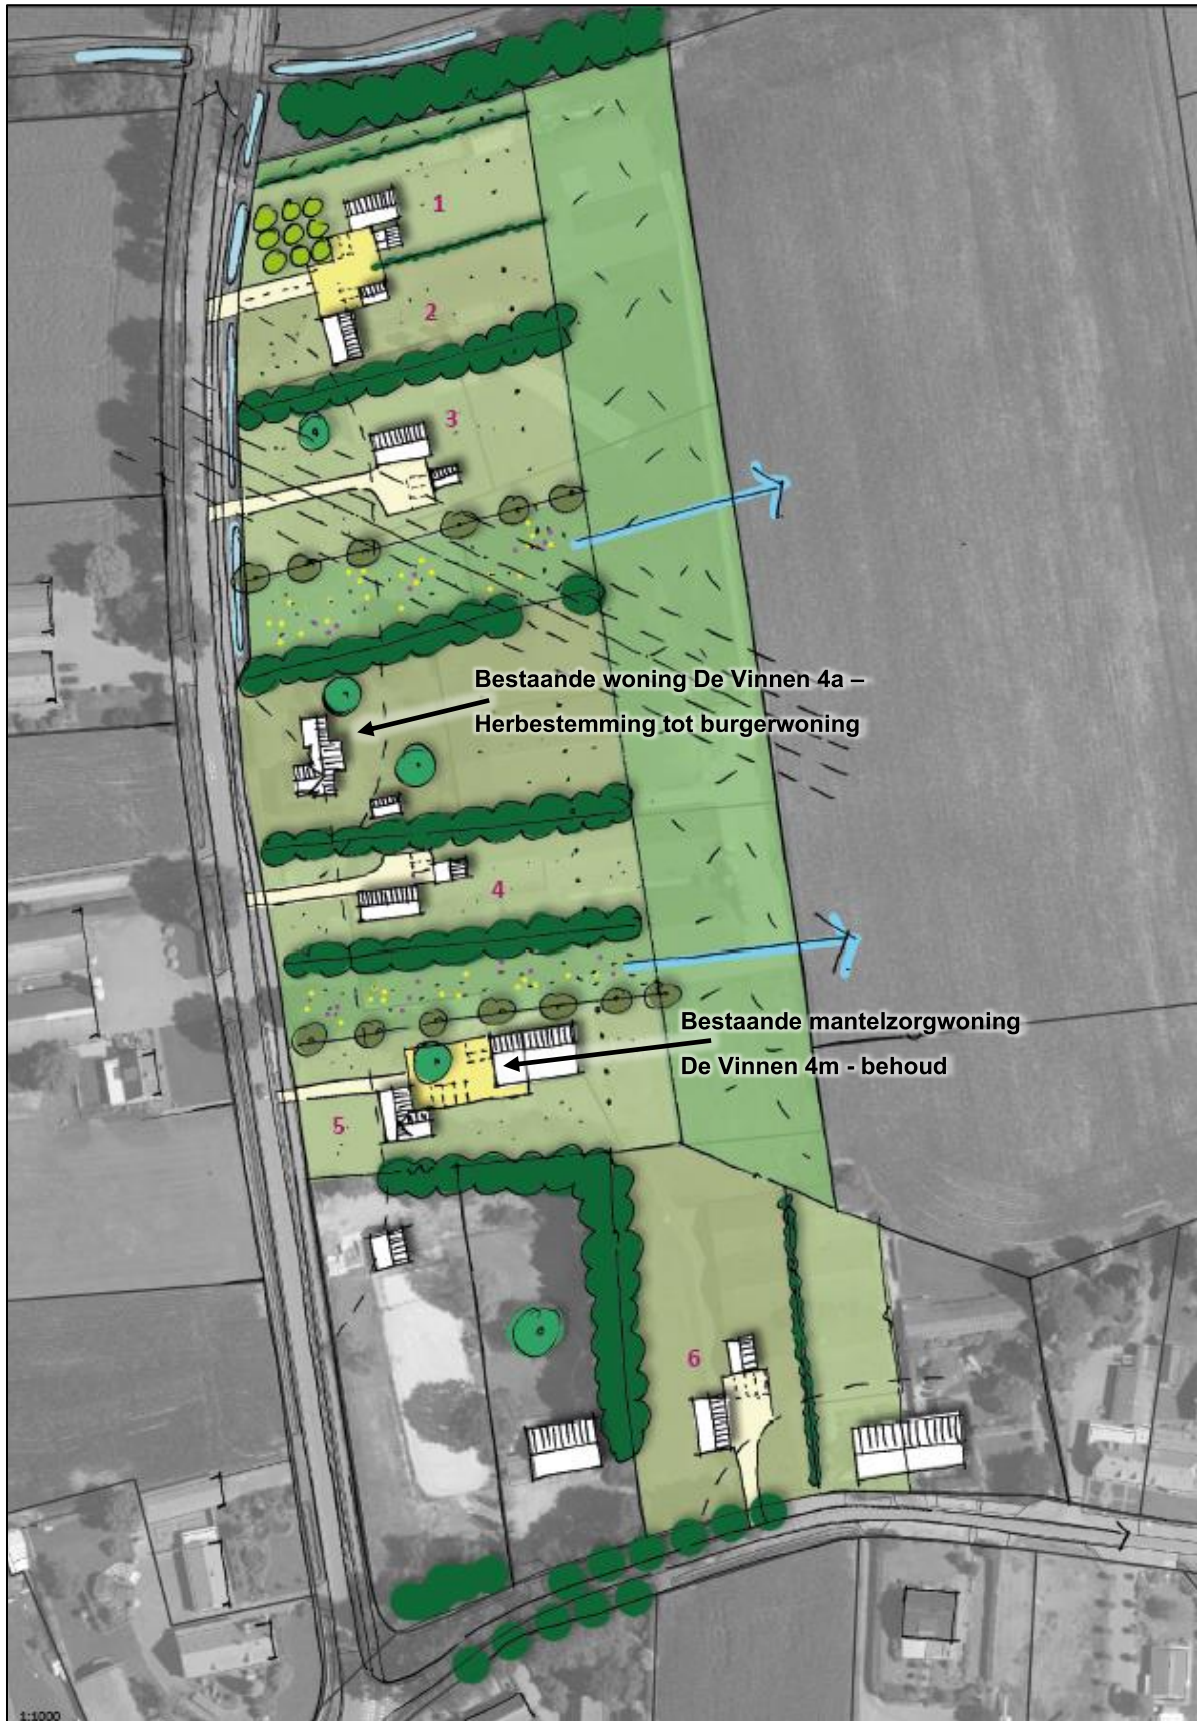 1
2
3
Bestaande woning De Vinnen 4a –
Herbestemming tot burgerwoning
4
Bestaande mantelzorgwoning
De Vinnen 4m - behoud
5
6
1:1000